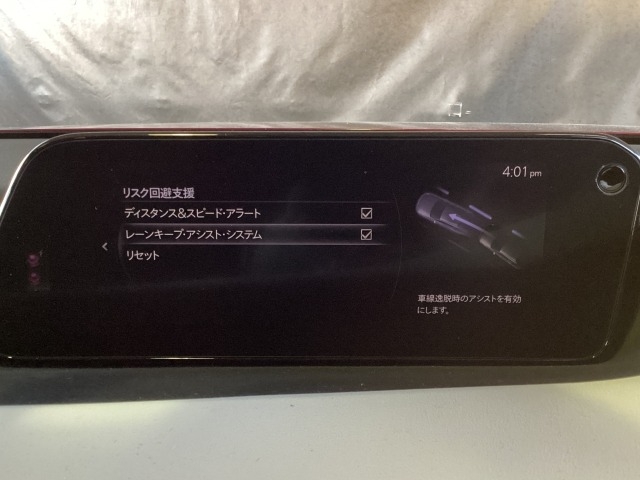 4:01 pm
リスク回避支援
ディスタンス&スピード・アラート
レーンキープ・アシスト・システム
リセット
車線逸脱時のアシストを有効
にします。